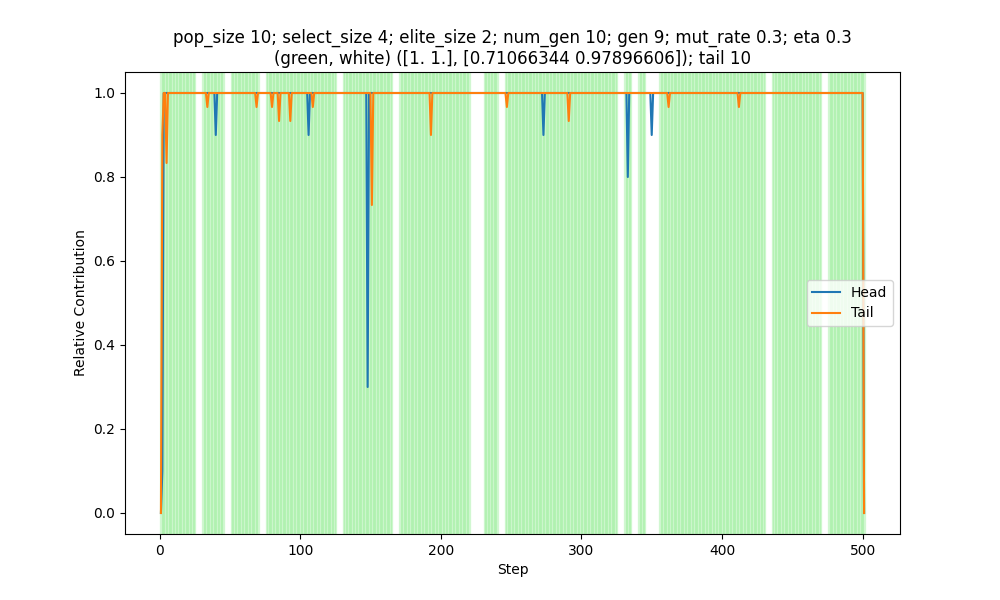 pop_size 10; select_size 4; elite_size 2; num_gen 10; gen 9; mut_rate 0.3; eta 0.3
(green, white) ([1. 1.], [0.71066344 0.97896606]); tail 10
1.0
0.8
0.6
0.4
0.2
0.0
Relative Contribution
Head
Tail
0
100
200
300
400
500
Step